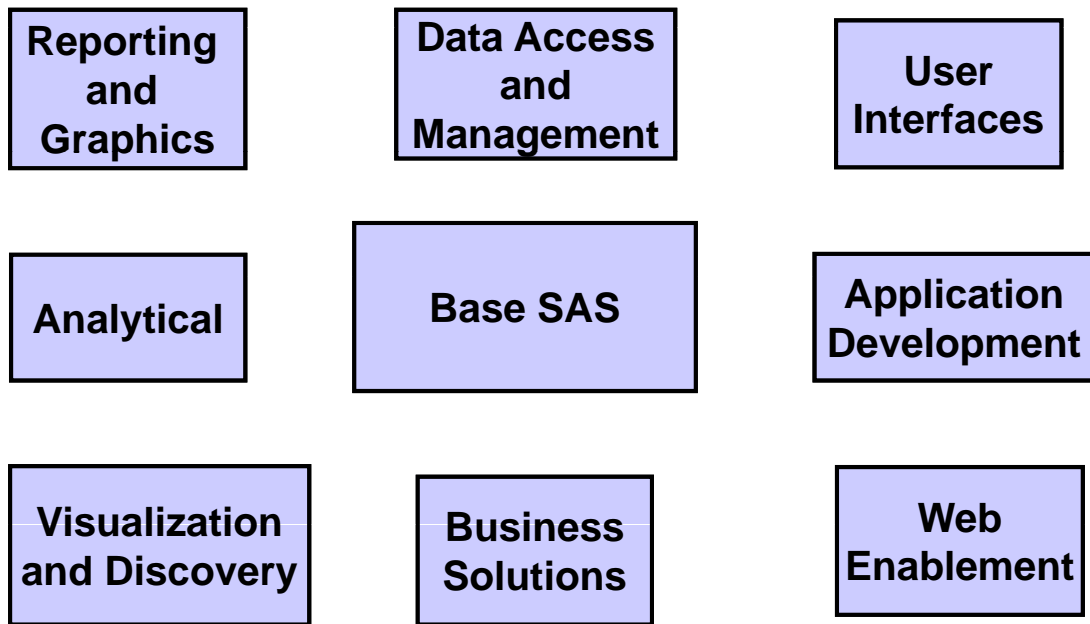 Reporting
and
Graphics
Data Access
and
Management
User
Interfaces
Analytical
Base SAS
Application
Development
Visualization
and Discovery
Business
Solutions
Web
Enablement